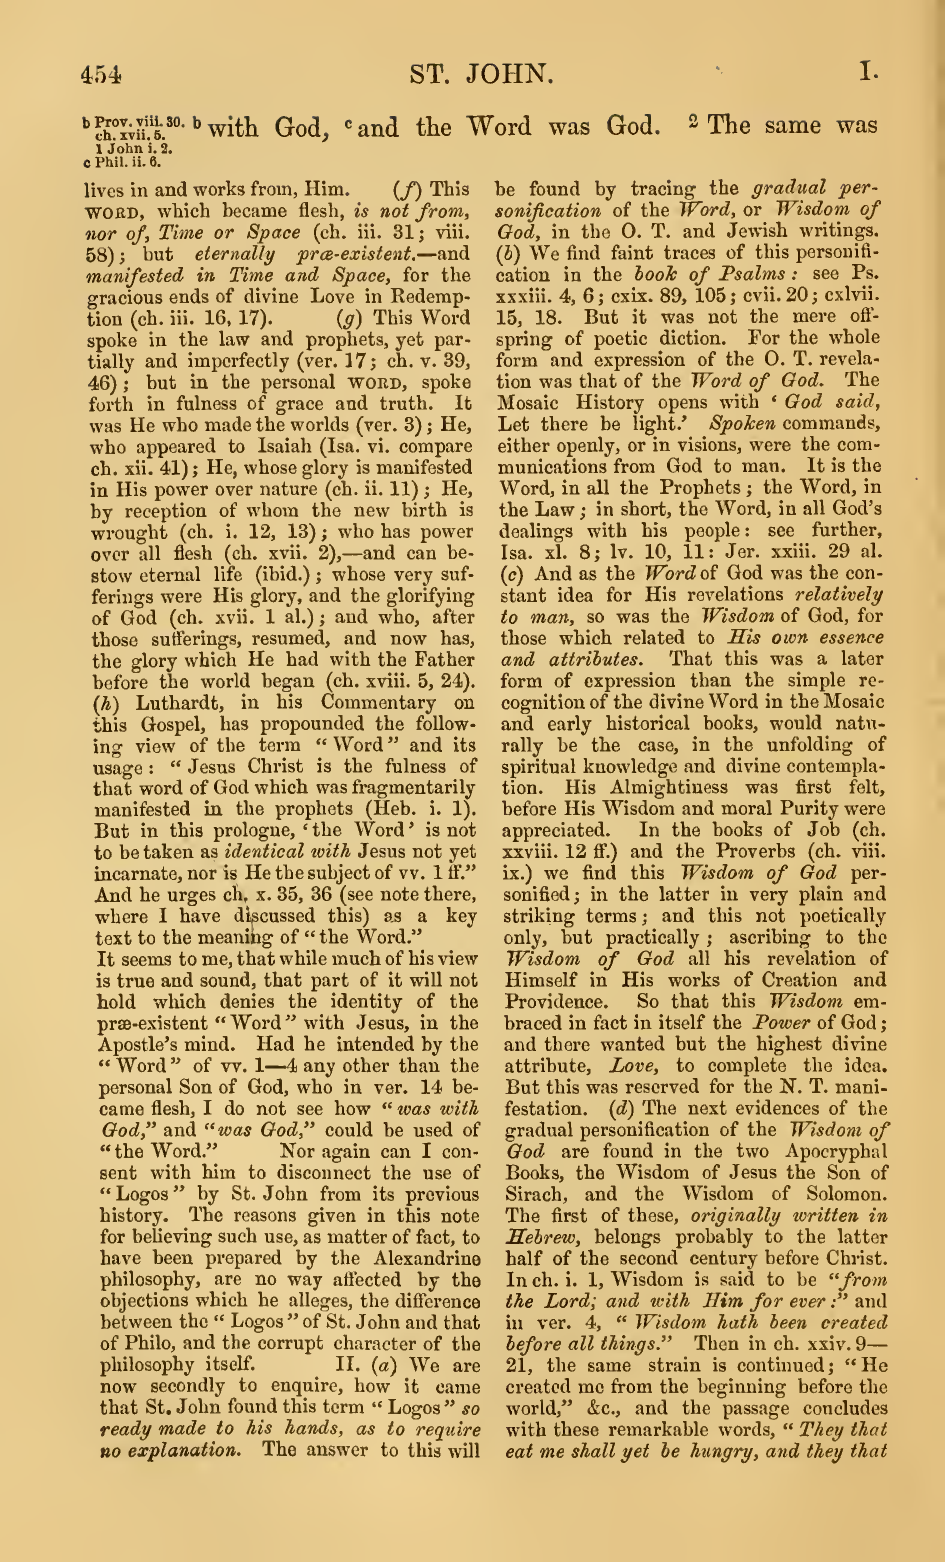 454 ST. JOHN. I.
b Prov. viii. 30.
ch. xvii. 5.
1 John i. 2.
c Phil. ii. 6.
b with God, c and the Word was God. 2 The same was
lives in and works from, Him. (f) This
WORD, which became flesh, is not from,
nor of, Time or Space (ch. iii. 31; viii.
58); but eternally præ-existent.—and
manifested in Time and Space, for the
gracious ends of divine Love in Redemp-
tion (ch. iii. 16, 17). (g) This Word
spoke in the law and prophets, yet par-
tially and imperfectly (ver. 17; ch. v. 39,
46); but in the personal WORD, spoke
forth in fulness of grace and truth. It
was He who made the worlds (ver. 3); He,
who appeared to Isaiah (Isa. vi. compare
ch. xii. 41); He, whose glory is manifested
in His power over nature (ch. ii. 11); He,
by reception of whom the new birth is
wrought (ch. i. 12, 13); who has power
over all flesh (ch. xvii. 2),—and can be-
stow eternal life (ibid.); whose very suf-
ferings were His glory, and the glorifying
of God (ch. xvii. 1 al.); and who, after
those sufferings, resumed, and now has,
the glory which He had with the Father
before the world began (ch. xviii. 5, 24).
(h) Luthardt, in his Commentary on
this Gospel, has propounded the follow-
ing view of the term "Word" and its
usage: "Jesus Christ is the fulness of
that word of God which was fragmentarily
manifested in the prophets (Heb. i. 1).
But in this prologue, 'the Word' is not
to be taken as identical with Jesus not yet
incarnate, nor is He the subject of vv. 1 ff."
And he urges ch. x. 35, 36 (see note there,
where I have discussed this) as a key
text to the meaning of "the Word."
It seems to me, that while much of his view
is true and sound, that part of it will not
hold which denies the identity of the
præ-existent "Word" with Jesus, in the
Apostle's mind. Had he intended by the
"Word" of vv. 1—4 any other than the
personal Son of God, who in ver. 14 be-
came flesh, I do not see how "was with
God," and "was God," could be used of
"the Word." Nor again can I con-
sent with him to disconnect the use of
"Logos" by St. John from its previous
history. The reasons given in this note
for believing such use, as matter of fact, to
have been prepared by the Alexandrine
philosophy, are no way affected by the
objections which he alleges, the difference
between the "Logos" of St. John and that
of Philo, and the corrupt character of the
philosophy itself. II. (a) We are
now secondly to enquire, how it came
that St. John found this term "Logos" so
ready made to his hands, as to require
no explanation. The answer to this will
be found by tracing the gradual per-
sonification of the Word, or Wisdom of
God, in the O. T. and Jewish writings.
(b) We find faint traces of this personifi-
cation in the book of Psalms: see Ps.
xxxiii. 4, 6; cxix. 89, 105; cvii. 20; cxlvii.
15, 18. But it was not the mere off-
spring of poetic diction. For the whole
form and expression of the O. T. revela-
tion was that of the Word of God. The
Mosaic History opens with 'God said,
Let there be light.' Spoken commands,
either openly, or in visions, were the com-
munications from God to man. It is the
Word, in all the Prophets; the Word, in
the Law; in short, the Word, in all God's
dealings with his people: see further,
Isa. xl. 8; lv. 10, 11: Jer. xxiii. 29 al.
(c) And as the Word of God was the con-
stant idea for His revelations relatively
to man, so was the Wisdom of God, for
those which related to His own essence
and attributes. That this was a later
form of expression than the simple re-
cognition of the divine Word in the Mosaic
and early historical books, would natu-
rally be the case, in the unfolding of
spiritual knowledge and divine contempla-
tion. His Almightiness was first felt,
before His Wisdom and moral Purity were
appreciated. In the books of Job (ch.
xxviii. 12 ff.) and the Proverbs (ch. viii.
ix.) we find this Wisdom of God per-
sonified; in the latter in very plain and
striking terms; and this not poetically
only, but practically; ascribing to the
Wisdom of God all his revelation of
Himself in His works of Creation and
Providence. So that this Wisdom em-
braced in fact in itself the Power of God;
and there wanted but the highest divine
attribute, Love, to complete the idea.
But this was reserved for the N. T. mani-
festation. (d) The next evidences of the
gradual personification of the Wisdom of
God are found in the two Apocryphal
Books, the Wisdom of Jesus the Son of
Sirach, and the Wisdom of Solomon.
The first of these, originally written in
Hebrew, belongs probably to the latter
half of the second century before Christ.
In ch. i. 1, Wisdom is said to be "from
the Lord; and with Him for ever:" and
in ver. 4, "Wisdom hath been created
before all things." Then in ch. xxiv. 9—
21, the same strain is continued; "He
created me from the beginning before the
world," &c., and the passage concludes
with these remarkable words, "They that
eat me shall yet be hungry, and they that